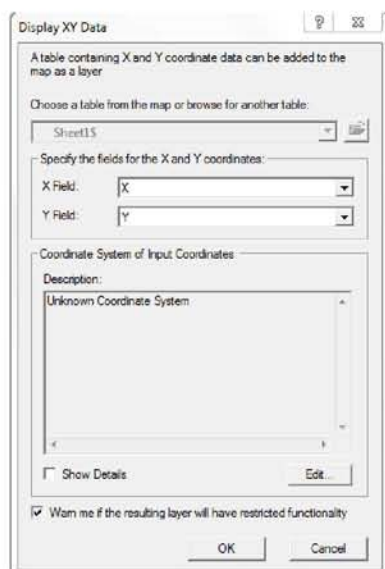 Display XY Data
?
A table containing X and Y coordinate data can be added to the
map as a layer
Choose a table from the map or browse for another table:
Sheet1$
Specify the fields for the X and Y coordinates:
X Field:
X
Y Field:
Y
Coordinate System of Input Coordinates
Description:
Unknown Coordinate System
Show Details
Edit...
Warn me if the resulting layer will have restricted functionality
OK
Cancel